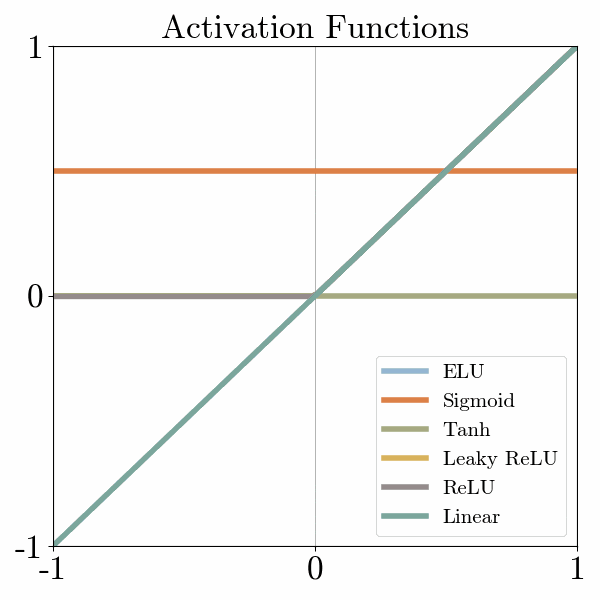 Activation Functions
1
0
-1
-1
0
1
ELU
Sigmoid
Tanh
Leaky ReLU
ReLU
Linear